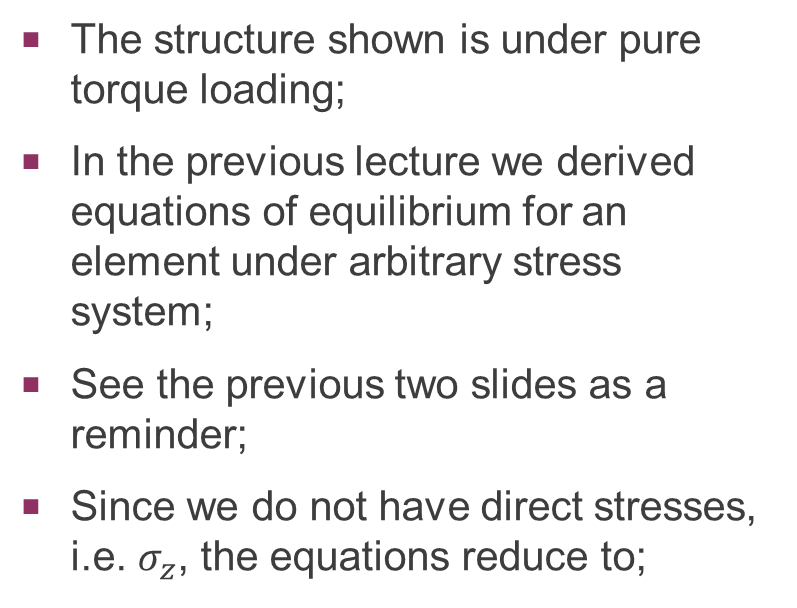 ▪ The structure shown is under pure
torque loading;
▪ In the previous lecture we derived
equations of equilibrium for an
element under arbitrary stress
system;
▪ See the previous two slides as a
reminder;
▪ Since we do not have direct stresses,
i.e. 𝜎𝑧, the equations reduce to;